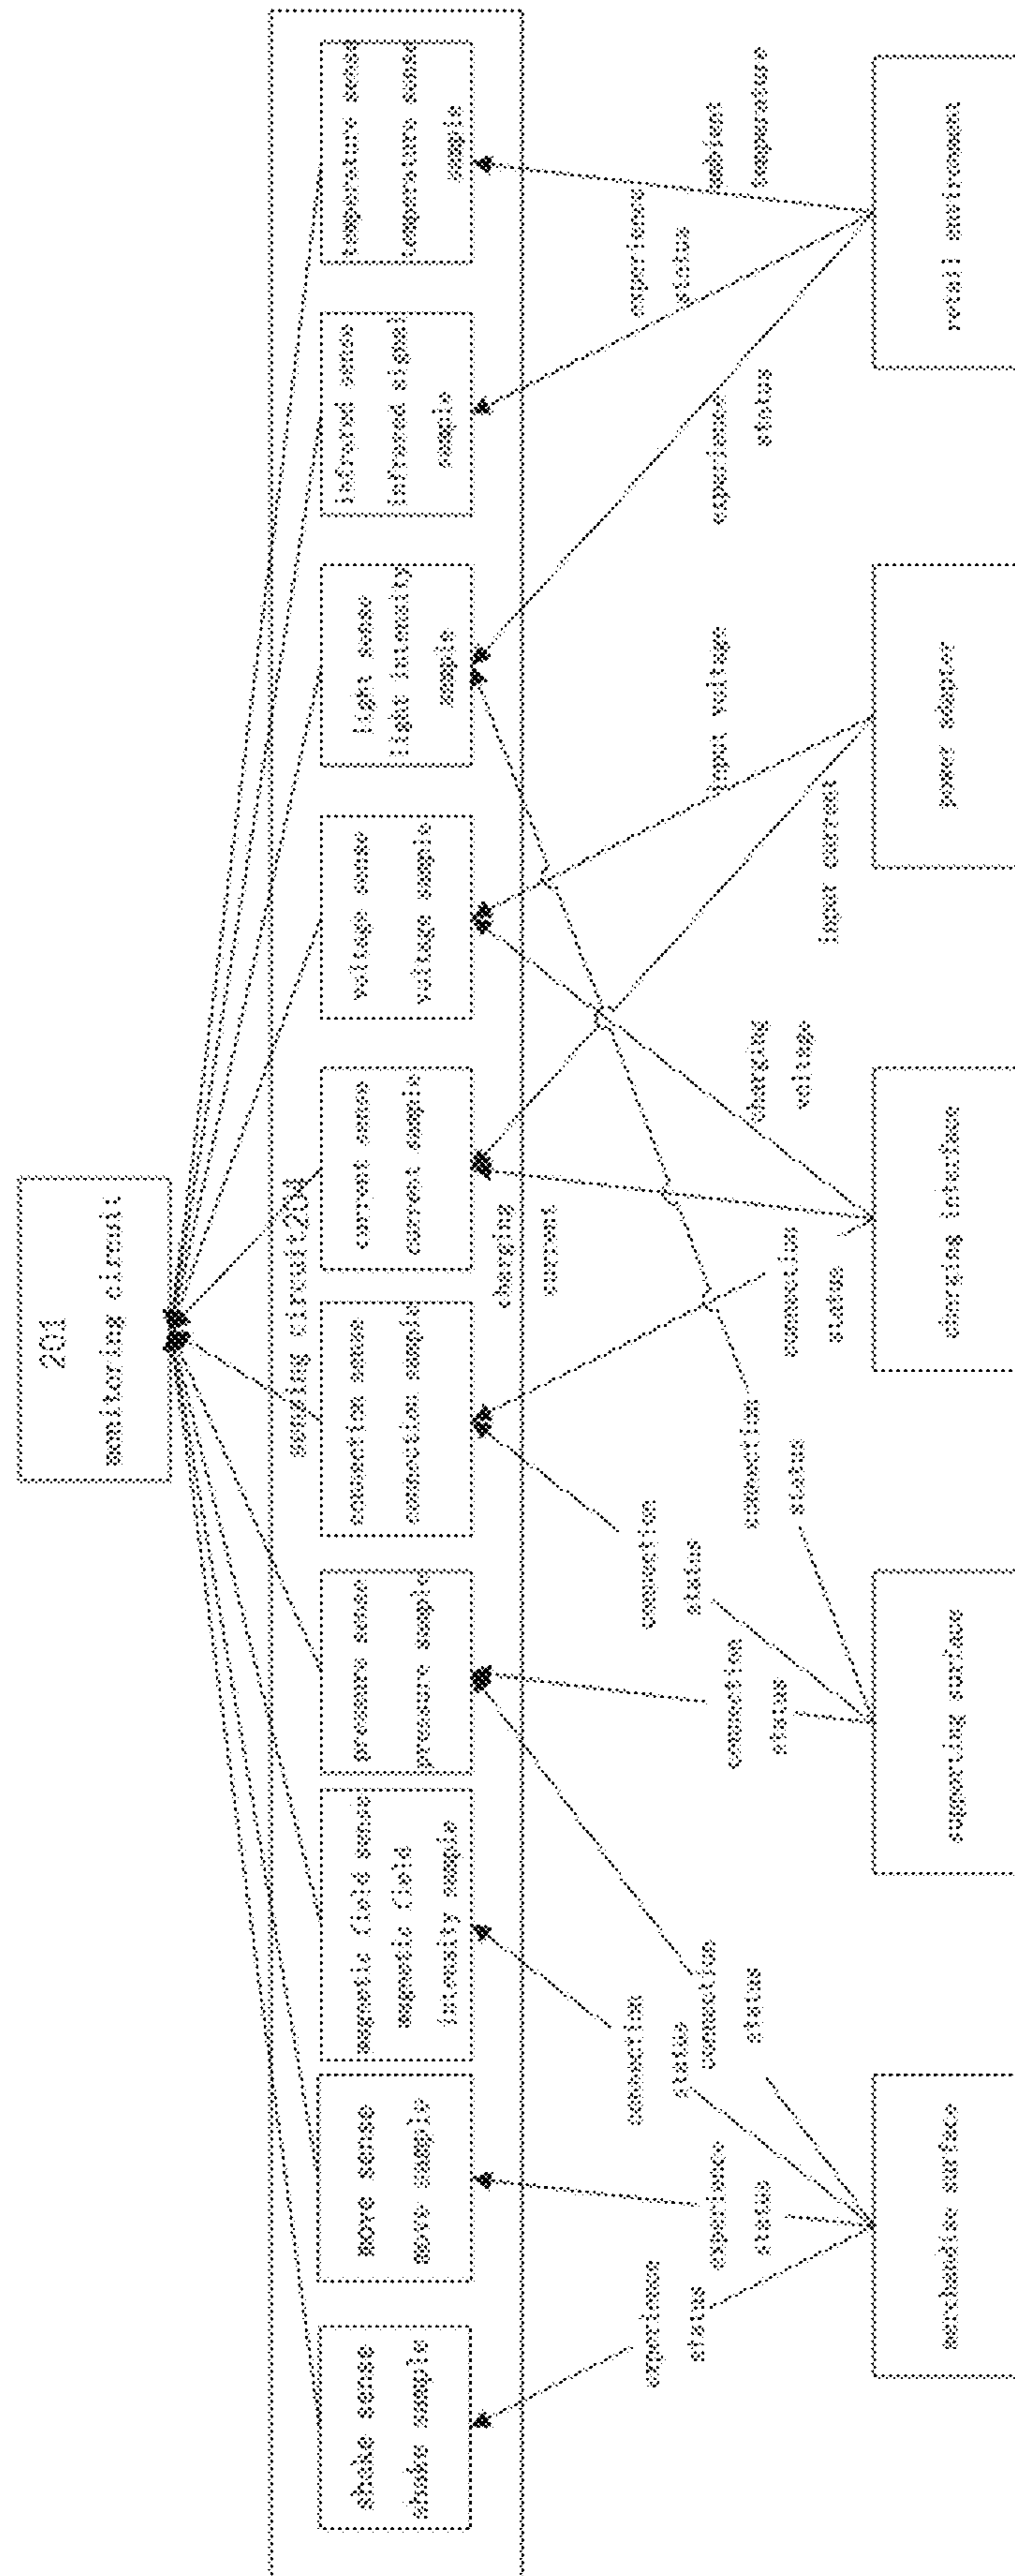 201
monitoring circuit
sensing circuit 204
shake sense
shake sample
move sense
move sample
magnetic field sense
magnetic field
intensity sample
pressure sense
pressure sample
connection sense
connection sample
current sense
current sample
voltage sense
voltage sample
light sense
light intensity
sample
infrared sense
infrared signal
sample
temperature sense
temperature sense
sample
experience
status
experience
status
connection
status
connection
status
connection
status
connection
status
connection
status
connection
status
charging
current
charging
voltage
input current
input voltage
experience
status
experience
status
ambient
temperature
merchandise surface
supporting surface
charging interface
power adapter
retail environment